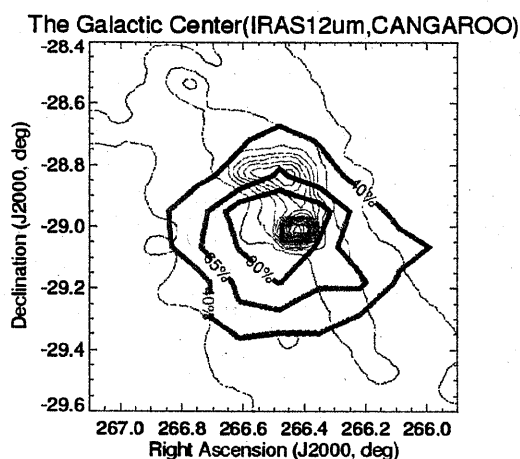 The Galactic Center(IRAS12um,CANGAROO)
-28.4
-28.6
-28.8
-29.0
-29.2
-29.4
-29.6
Declination (J2000, deg)
40%
65%
80%
40%
267.0 266.8 266.6 266.4 266.2 266.0
Right Ascension (J2000, deg)